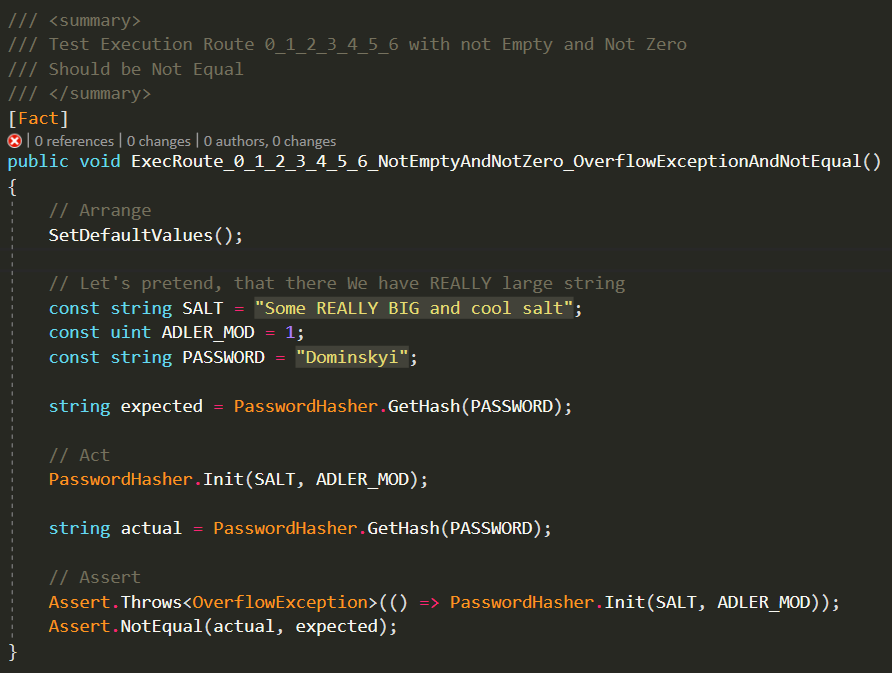 /// <summary>
/// Test Execution Route 0_1_2_3_4_5_6 with not Empty and Not Zero
/// Should be Not Equal
/// </summary>
[Fact]
| 0 references | 0 changes | 0 authors, 0 changes
public void ExecRoute_0_1_2_3_4_5_6_NotEmptyAndNotZero_OverflowExceptionAndNotEqual()
{
    // Arrange
    SetDefaultValues();
    // Let's pretend, that there We have REALLY large string
    const string SALT = "Some REALLY BIG and cool salt";
    const uint ADLER_MOD = 1;
    const string PASSWORD = "Dominskyi";
    string expected = PasswordHasher.GetHash(PASSWORD);
    // Act
    PasswordHasher.Init(SALT, ADLER_MOD);
    string actual = PasswordHasher.GetHash(PASSWORD);
    // Assert
    Assert.Throws<OverflowException>(() => PasswordHasher.Init(SALT, ADLER_MOD));
    Assert.NotEqual(actual, expected);
}